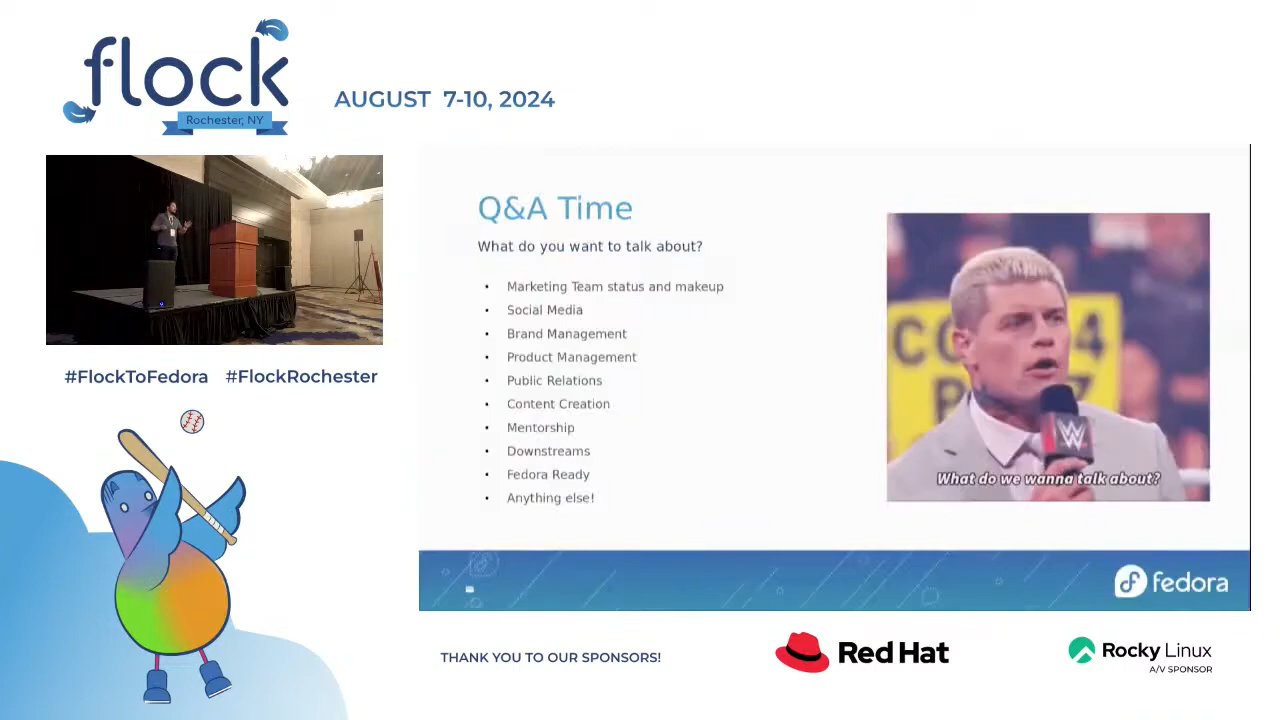 flock
Rochester, NY
AUGUST 7-10, 2024
#FlockToFedora #FlockRochester
Q&A Time
What do you want to talk about?
• Marketing Team status and makeup
• Social Media
• Brand Management
• Product Management
• Public Relations
• Content Creation
• Mentorship
• Downstreams
• Fedora Ready
• Anything else!
W
What do we wanna talk about?
fedora
THANK YOU TO OUR SPONSORS!
Red Hat
Rocky Linux
A/V SPONSOR